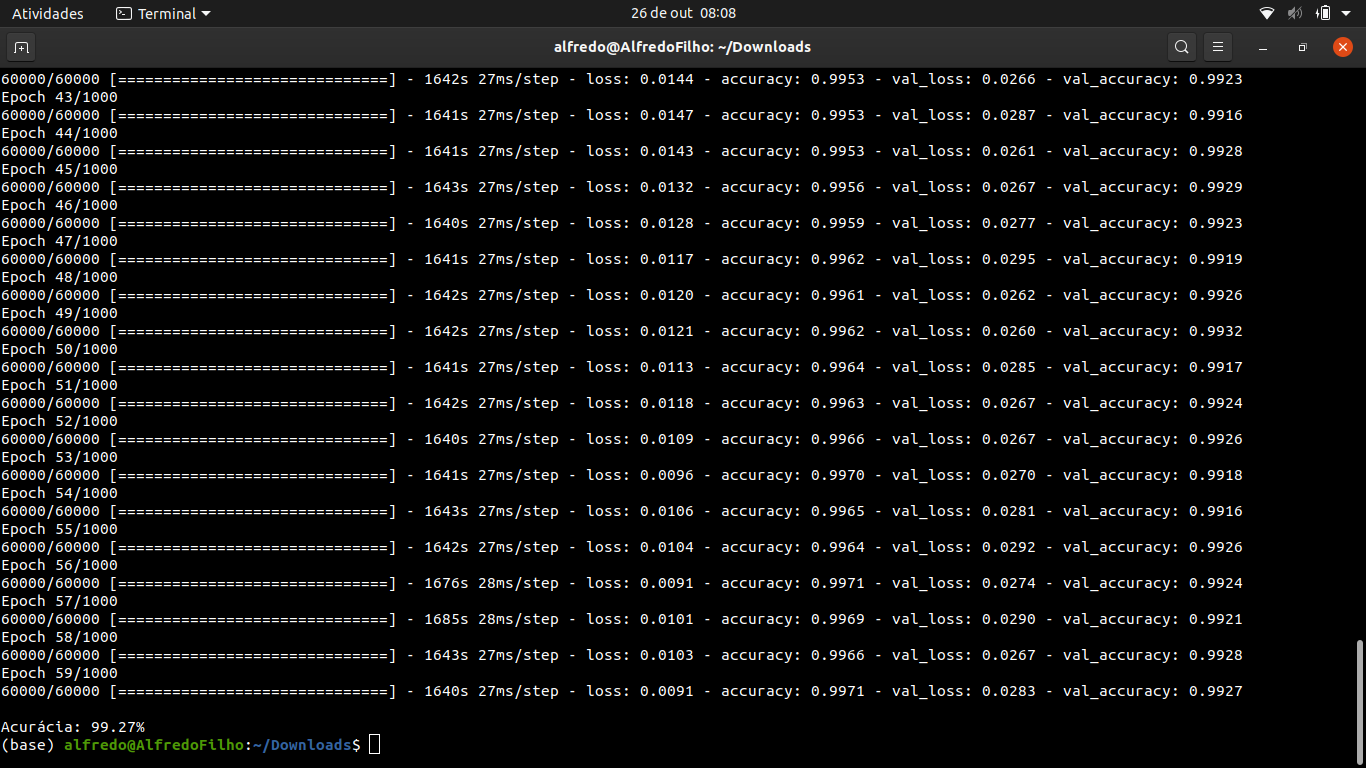 Atividades Terminal 26 de out 08:08
alfredo@AlfredoFilho: ~/Downloads
60000/60000 [==============================] - 1642s 27ms/step - loss: 0.0144 - accuracy: 0.9953 - val_loss: 0.0266 - val_accuracy: 0.9923
Epoch 43/1000
60000/60000 [==============================] - 1641s 27ms/step - loss: 0.0147 - accuracy: 0.9953 - val_loss: 0.0287 - val_accuracy: 0.9916
Epoch 44/1000
60000/60000 [==============================] - 1641s 27ms/step - loss: 0.0143 - accuracy: 0.9953 - val_loss: 0.0261 - val_accuracy: 0.9928
Epoch 45/1000
60000/60000 [==============================] - 1643s 27ms/step - loss: 0.0132 - accuracy: 0.9956 - val_loss: 0.0267 - val_accuracy: 0.9929
Epoch 46/1000
60000/60000 [==============================] - 1640s 27ms/step - loss: 0.0128 - accuracy: 0.9959 - val_loss: 0.0277 - val_accuracy: 0.9923
Epoch 47/1000
60000/60000 [==============================] - 1641s 27ms/step - loss: 0.0117 - accuracy: 0.9962 - val_loss: 0.0295 - val_accuracy: 0.9919
Epoch 48/1000
60000/60000 [==============================] - 1642s 27ms/step - loss: 0.0120 - accuracy: 0.9961 - val_loss: 0.0262 - val_accuracy: 0.9926
Epoch 49/1000
60000/60000 [==============================] - 1642s 27ms/step - loss: 0.0121 - accuracy: 0.9962 - val_loss: 0.0260 - val_accuracy: 0.9932
Epoch 50/1000
60000/60000 [==============================] - 1641s 27ms/step - loss: 0.0113 - accuracy: 0.9964 - val_loss: 0.0285 - val_accuracy: 0.9917
Epoch 51/1000
60000/60000 [==============================] - 1642s 27ms/step - loss: 0.0118 - accuracy: 0.9963 - val_loss: 0.0267 - val_accuracy: 0.9924
Epoch 52/1000
60000/60000 [==============================] - 1640s 27ms/step - loss: 0.0109 - accuracy: 0.9966 - val_loss: 0.0267 - val_accuracy: 0.9926
Epoch 53/1000
60000/60000 [==============================] - 1641s 27ms/step - loss: 0.0096 - accuracy: 0.9970 - val_loss: 0.0270 - val_accuracy: 0.9918
Epoch 54/1000
60000/60000 [==============================] - 1643s 27ms/step - loss: 0.0106 - accuracy: 0.9965 - val_loss: 0.0281 - val_accuracy: 0.9916
Epoch 55/1000
60000/60000 [==============================] - 1642s 27ms/step - loss: 0.0104 - accuracy: 0.9964 - val_loss: 0.0292 - val_accuracy: 0.9926
Epoch 56/1000
60000/60000 [==============================] - 1676s 28ms/step - loss: 0.0091 - accuracy: 0.9971 - val_loss: 0.0274 - val_accuracy: 0.9924
Epoch 57/1000
60000/60000 [==============================] - 1685s 28ms/step - loss: 0.0101 - accuracy: 0.9969 - val_loss: 0.0290 - val_accuracy: 0.9921
Epoch 58/1000
60000/60000 [==============================] - 1643s 27ms/step - loss: 0.0103 - accuracy: 0.9966 - val_loss: 0.0267 - val_accuracy: 0.9928
Epoch 59/1000
60000/60000 [==============================] - 1640s 27ms/step - loss: 0.0091 - accuracy: 0.9971 - val_loss: 0.0283 - val_accuracy: 0.9927
Acurácia: 99.27%
(base) alfredo@AlfredoFilho:~/Downloads$